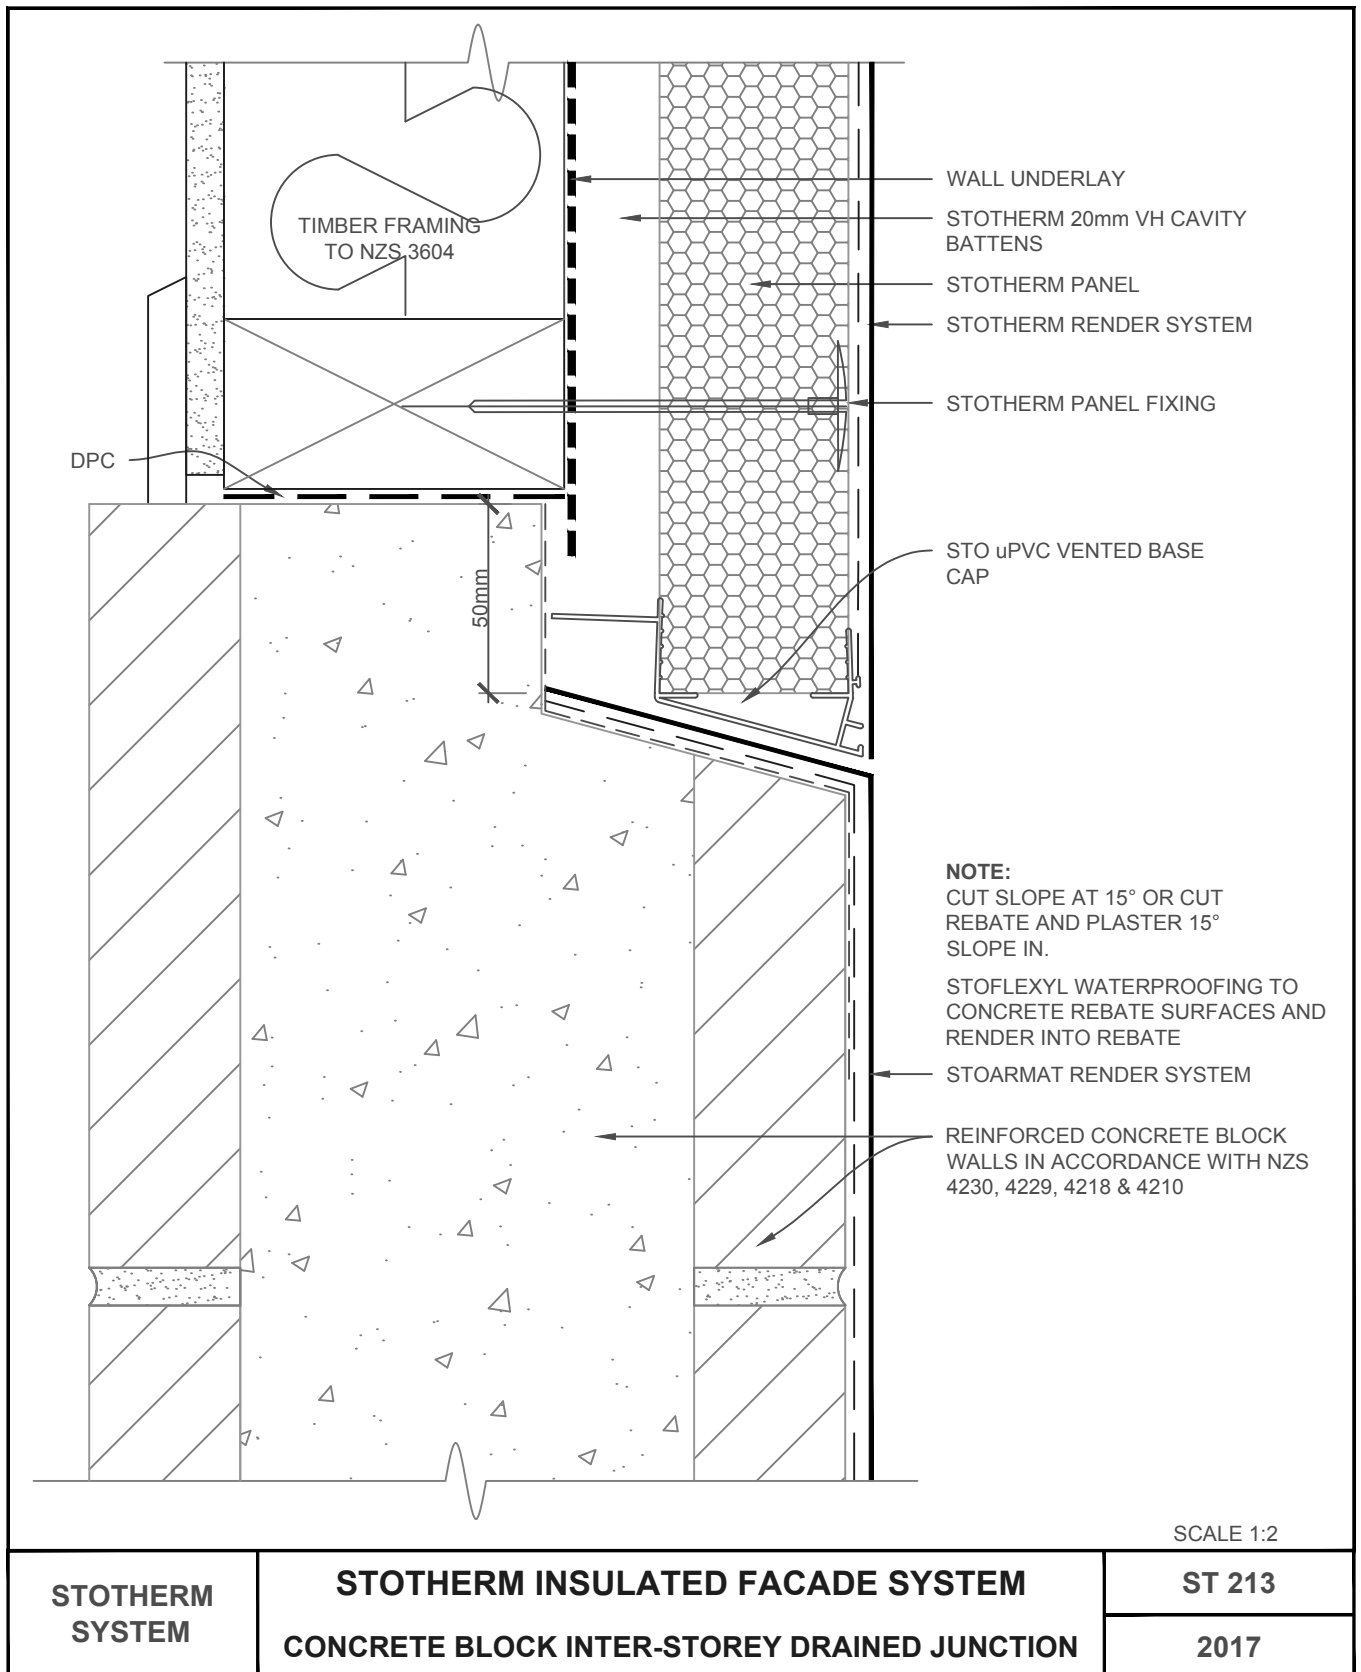 WALL UNDERLAY
STOTHERM 20mm VH CAVITY
BATTENS
TIMBER FRAMING
TO NZS 3604
STOTHERM PANEL
STOTHERM RENDER SYSTEM
STOTHERM PANEL FIXING
DPC
STO uPVC VENTED BASE
CAP
50mm
NOTE:
CUT SLOPE AT 15° OR CUT
REBATE AND PLASTER 15°
SLOPE IN.
STOFLEXYL WATERPROOFING TO
CONCRETE REBATE SURFACES AND
RENDER INTO REBATE
STOARMAT RENDER SYSTEM
REINFORCED CONCRETE BLOCK
WALLS IN ACCORDANCE WITH NZS
4230, 4229, 4218 & 4210
SCALE 1:2
STOTHERM
SYSTEM
STOTHERM INSULATED FACADE SYSTEM
CONCRETE BLOCK INTER-STOREY DRAINED JUNCTION
ST 213
2017